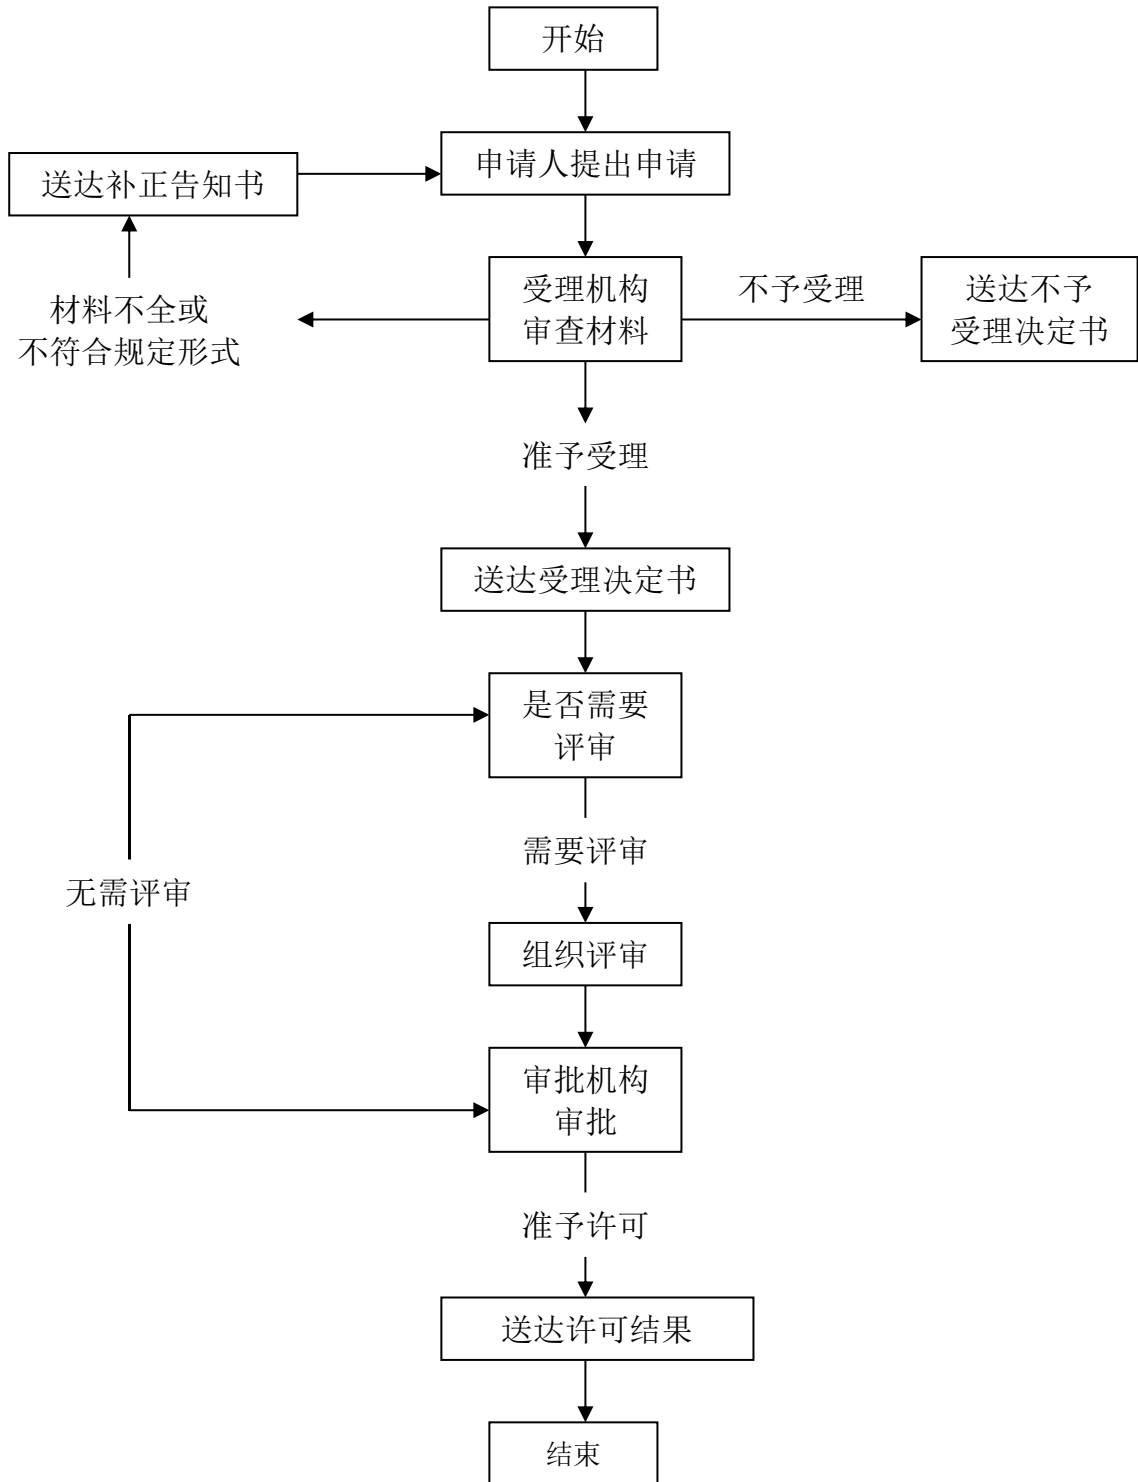 开始
申请人提出申请
送达补正告知书
受理机构
审查材料
不予受理
送达不予
受理决定书
材料不全或
不符合规定形式
准予受理
送达受理决定书
是否需要
评审
需要评审
无需评审
组织评审
审批机构
审批
准予许可
送达许可结果
结束